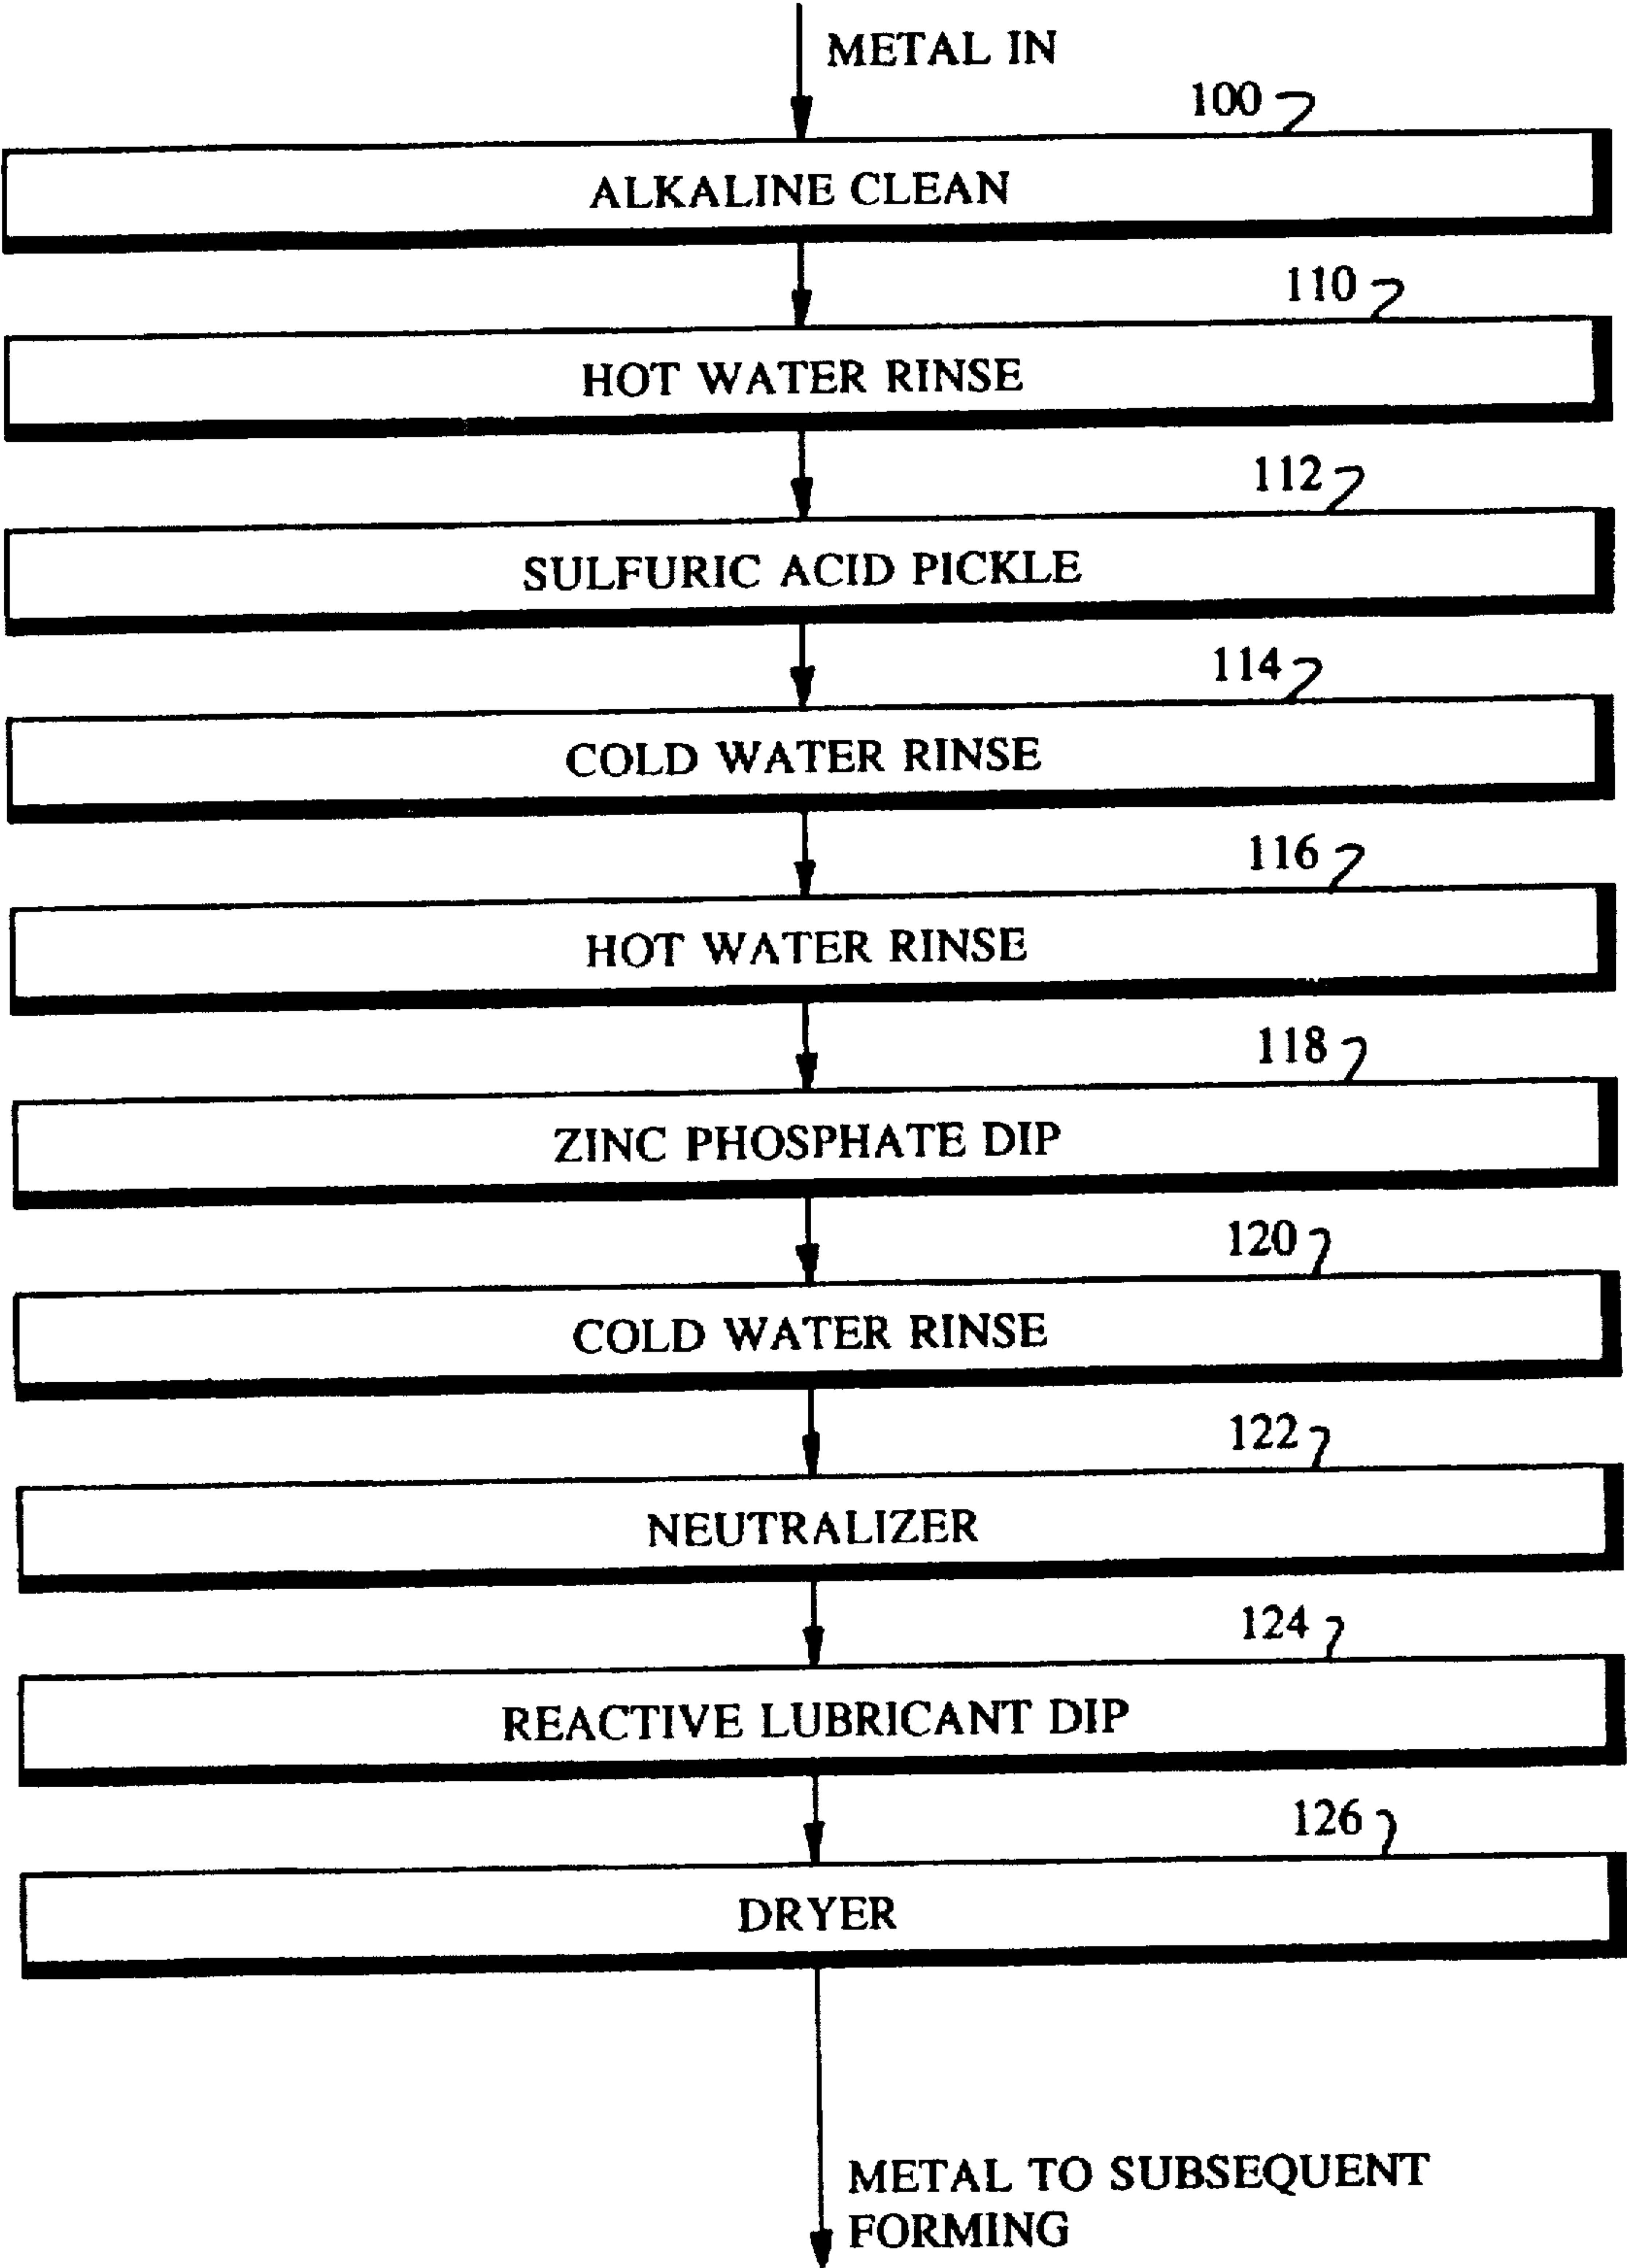 METAL IN
100
ALKALINE CLEAN
110
HOT WATER RINSE
112
SULFURIC ACID PICKLE
114
COLD WATER RINSE
116
HOT WATER RINSE
118
ZINC PHOSPHATE DIP
120
COLD WATER RINSE
122
NEUTRALIZER
124
REACTIVE LUBRICANT DIP
126
DRYER
METAL TO SUBSEQUENT
FORMING